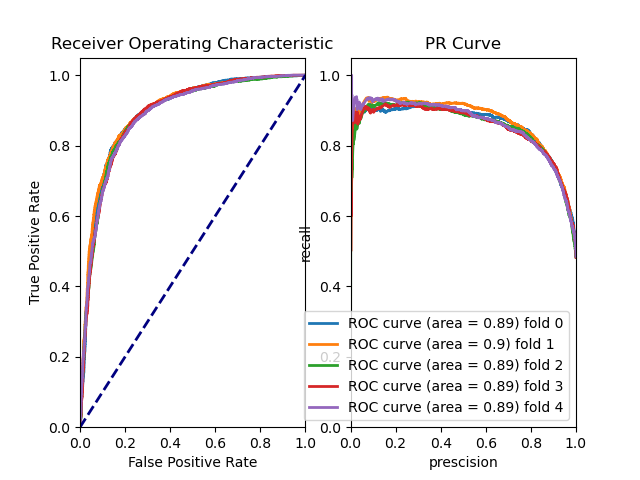 Receiver Operating Characteristic
PR Curve
1.0
0.8
0.6
0.4
0.2
0.0
True Positive Rate
0.0 0.2 0.4 0.6 0.8 1.0
False Positive Rate
1.0
0.8
0.6
0.2
0.0
recall
ROC curve (area = 0.89) fold 0
ROC curve (area = 0.9) fold 1
ROC curve (area = 0.89) fold 2
ROC curve (area = 0.89) fold 3
ROC curve (area = 0.89) fold 4
0.0 0.2 0.4 0.6 0.8 1.0
prescision